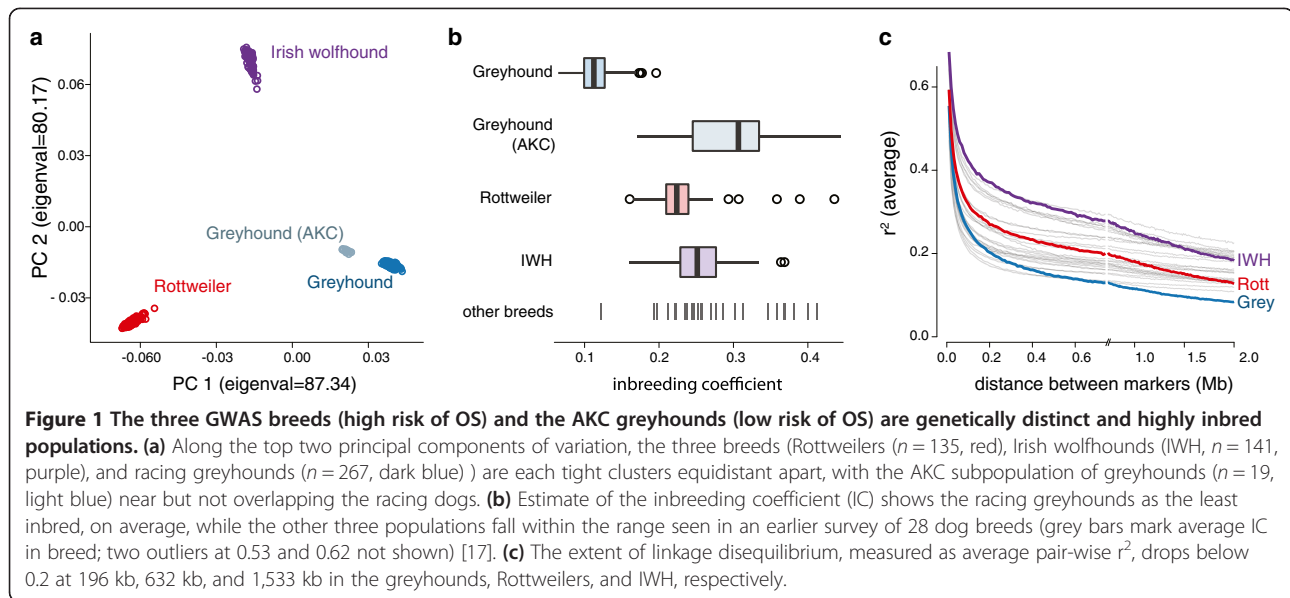 a
Irish wolfhound
Greyhound (AKC)
Greyhound
Rottweiler
PC 2 (eigenval=80.17)
0.06
0.03
0.00
- 0.03
-0.060
-0.03
0.00
0.03
PC 1 (eigenval=87.34)
b
Greyhound
Greyhound
(AKC)
Rottweiler
IWH
other breeds
0.1
0.2
0.3
0.4
inbreeding coefficient
c
r² (average)
0.6
0.4
0.2
0.0
IWH
Rott
Grey
0.0
0.2
0.4
0.6
//
1.0
1.5
2.0
distance between markers (Mb)
Figure 1 The three GWAS breeds (high risk of OS) and the AKC greyhounds (low risk of OS) are genetically distinct and highly inbred
populations. (a) Along the top two principal components of variation, the three breeds (Rottweilers (n = 135, red), Irish wolfhounds (IWH, n = 141,
purple), and racing greyhounds (n = 267, dark blue) ) are each tight clusters equidistant apart, with the AKC subpopulation of greyhounds (n = 19,
light blue) near but not overlapping the racing dogs. (b) Estimate of the inbreeding coefficient (IC) shows the racing greyhounds as the least
inbred, on average, while the other three populations fall within the range seen in an earlier survey of 28 dog breeds (grey bars mark average IC
in breed; two outliers at 0.53 and 0.62 not shown) [17]. (c) The extent of linkage disequilibrium, measured as average pair-wise r², drops below
0.2 at 196 kb, 632 kb, and 1,533 kb in the greyhounds, Rottweilers, and IWH, respectively.